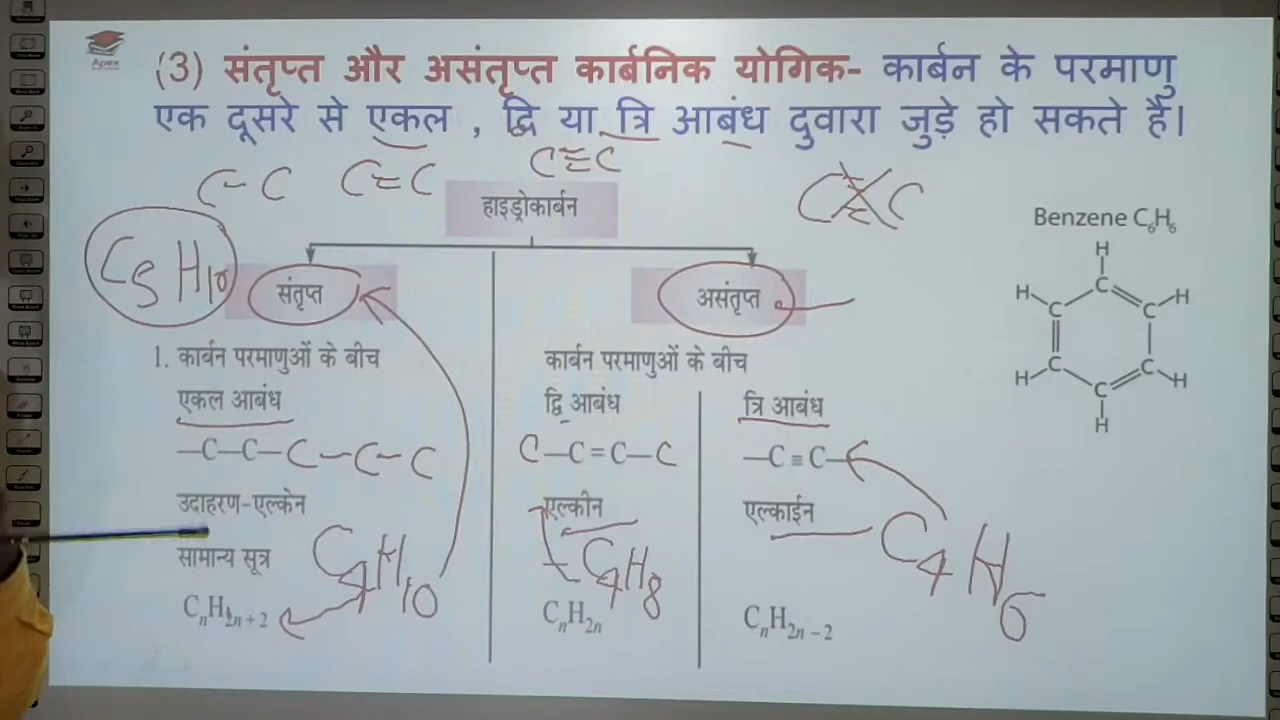 Apex
(3) संतृप्त और असंतृप्त कार्बनिक योगिक- कार्बन के परमाणु
एक दूसरे से एकल , द्वि या त्रि आबंध दुवारा जुड़े हो सकते है।
C-C C=C C≡C
हाइड्रोकार्बन
C5H10
संतृप्त
असंतृप्त
1. कार्बन परमाणुओं के बीच
एकल आबंध
—C—C—C—C—C
उदाहरण-एल्केन
सामान्य सूत्र
C4H10
CnH2n+2
कार्बन परमाणुओं के बीच
द्वि आबंध
C—C=C—C
एल्कीन
C4H8
CnH2n
त्रि आबंध
—C≡C—
एल्काईन
C4H6
CnH2n-2
Benzene C6H6
H
H C C H
C C
H C C H
C
H